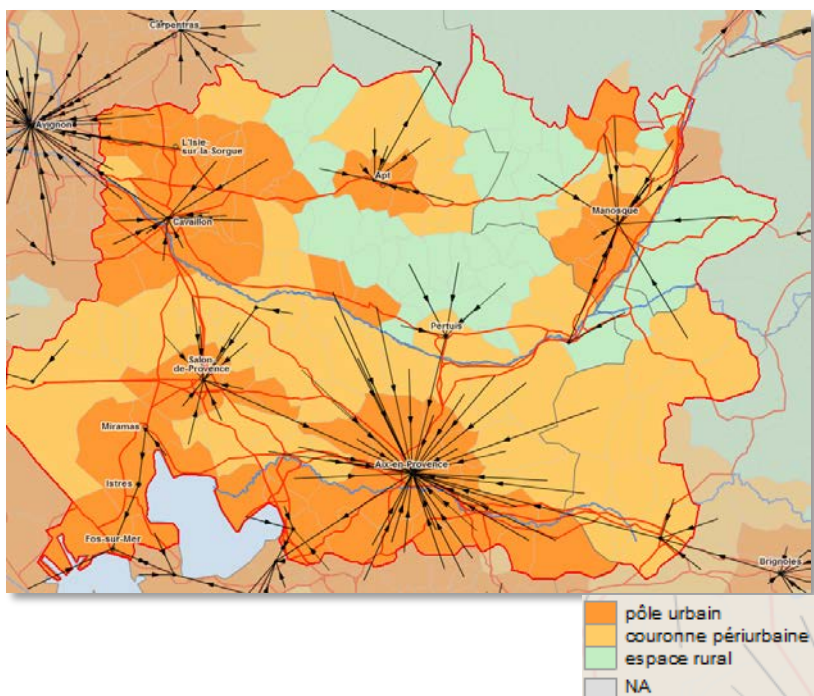 Carpentras
Avignon
L'Isle
sur-la-Sorgue
Apt
Cavaillon
Manosque
Pertuis
Salon
de-Provence
Miramas
Aix-en-Provence
Istres
Fos-sur-Mer
Brignoles
pôle urbain
couronne périurbaine
espace rural
NA